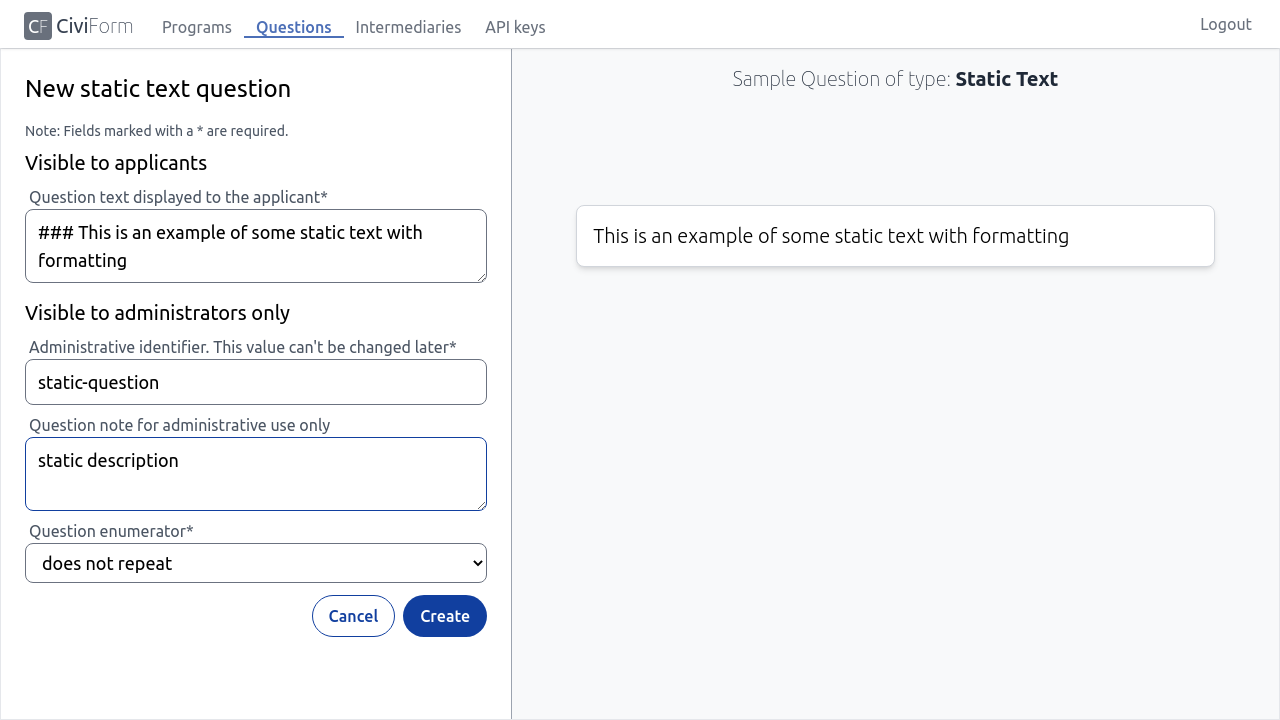 CF CiviForm
Programs
Questions
Intermediaries
API keys
Logout
New static text question
Note: Fields marked with a * are required.
Visible to applicants
Question text displayed to the applicant*
### This is an example of some static text with
formatting
Visible to administrators only
Administrative identifier. This value can't be changed later*
static-question
Question note for administrative use only
static description
Question enumerator*
does not repeat
Cancel
Create
Sample Question of type: Static Text
This is an example of some static text with formatting